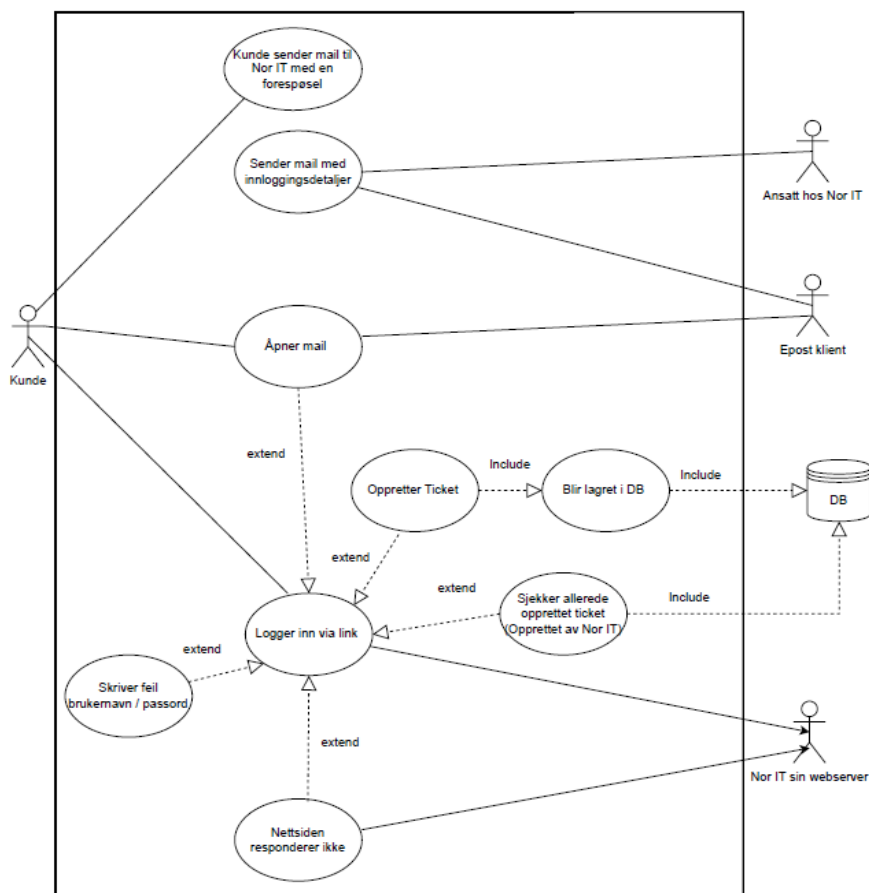 Kunde sender mail til
Nor IT med en
forespøsel
Sender mail med
innloggingsdetaljer
Ansatt hos Nor IT
Åpner mail
Epost klient
Kunde
extend
Oppretter Ticket
Include
Blir lagret i DB
Include
DB
extend
extend
Sjekker allerede
opprettet ticket
(Opprettet av Nor IT)
Include
Logger inn via link
extend
Skriver feil
brukernavn / passord
extend
Nor IT sin webserver
Nettsiden
responderer ikke